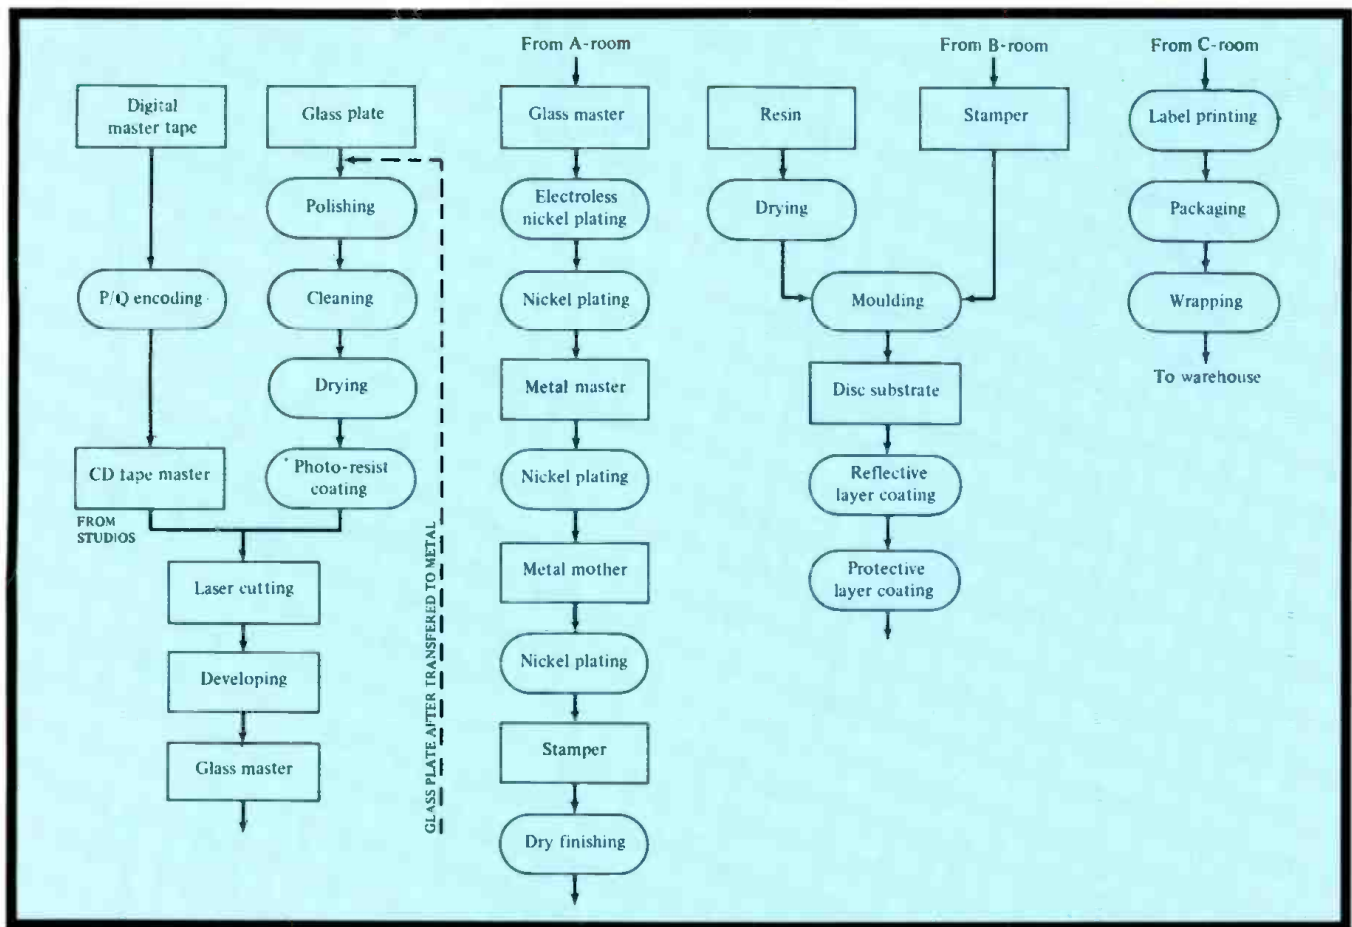 Digital
master tape
P/Q encoding
CD tape master
FROM
STUDIOS
Glass plate
Polishing
Cleaning
Drying
Photo-resist
coating
Laser cutting
Developing
Glass master
GLASS PLATE AFTER TRANSFERED TO METAL
From A-room
Glass master
Electroless
nickel plating
Nickel plating
Metal master
Nickel plating
Metal mother
Nickel plating
Stamper
Dry finishing
Resin
Drying
From B-room
Stamper
Moulding
Disc substrate
Reflective
layer coating
Protective
layer coating
From C-room
Label printing
Packaging
Wrapping
To warehouse